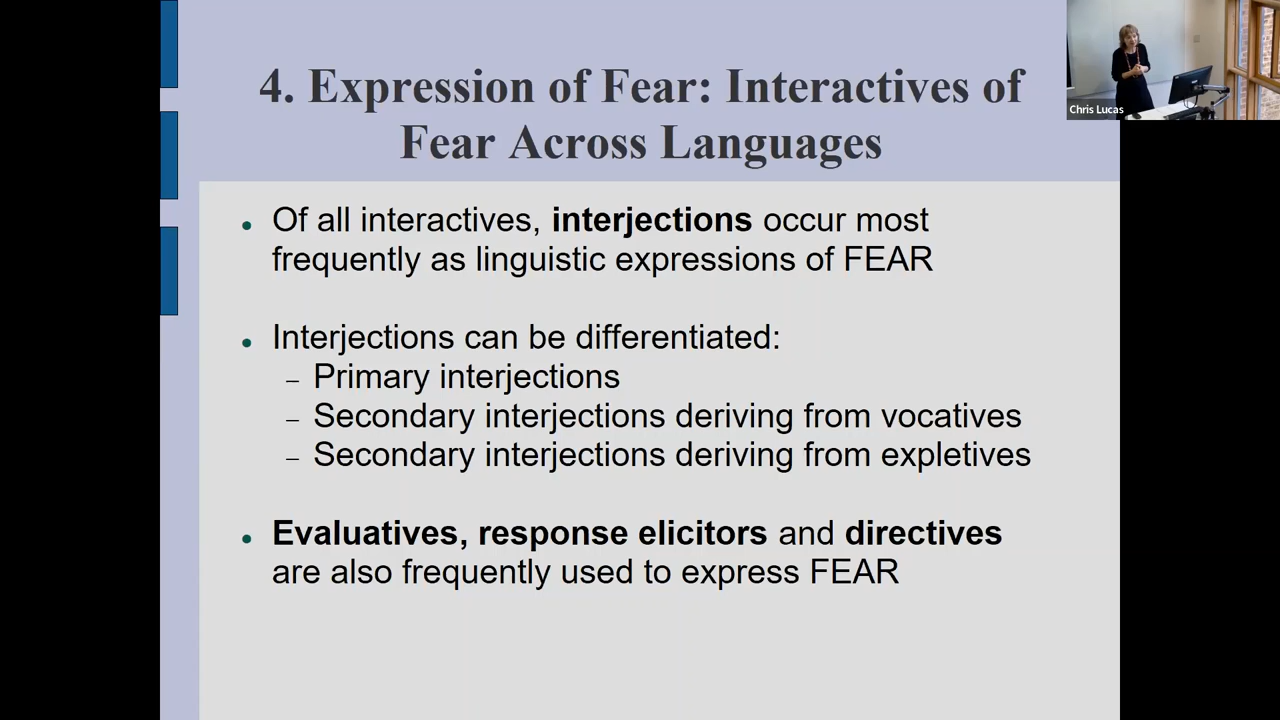 4. Expression of Fear: Interactives of
Fear Across Languages
Chris Lucas
• Of all interactives, interjections occur most
frequently as linguistic expressions of FEAR
• Interjections can be differentiated:
– Primary interjections
– Secondary interjections deriving from vocatives
– Secondary interjections deriving from expletives
• Evaluatives, response elicitors and directives
are also frequently used to express FEAR